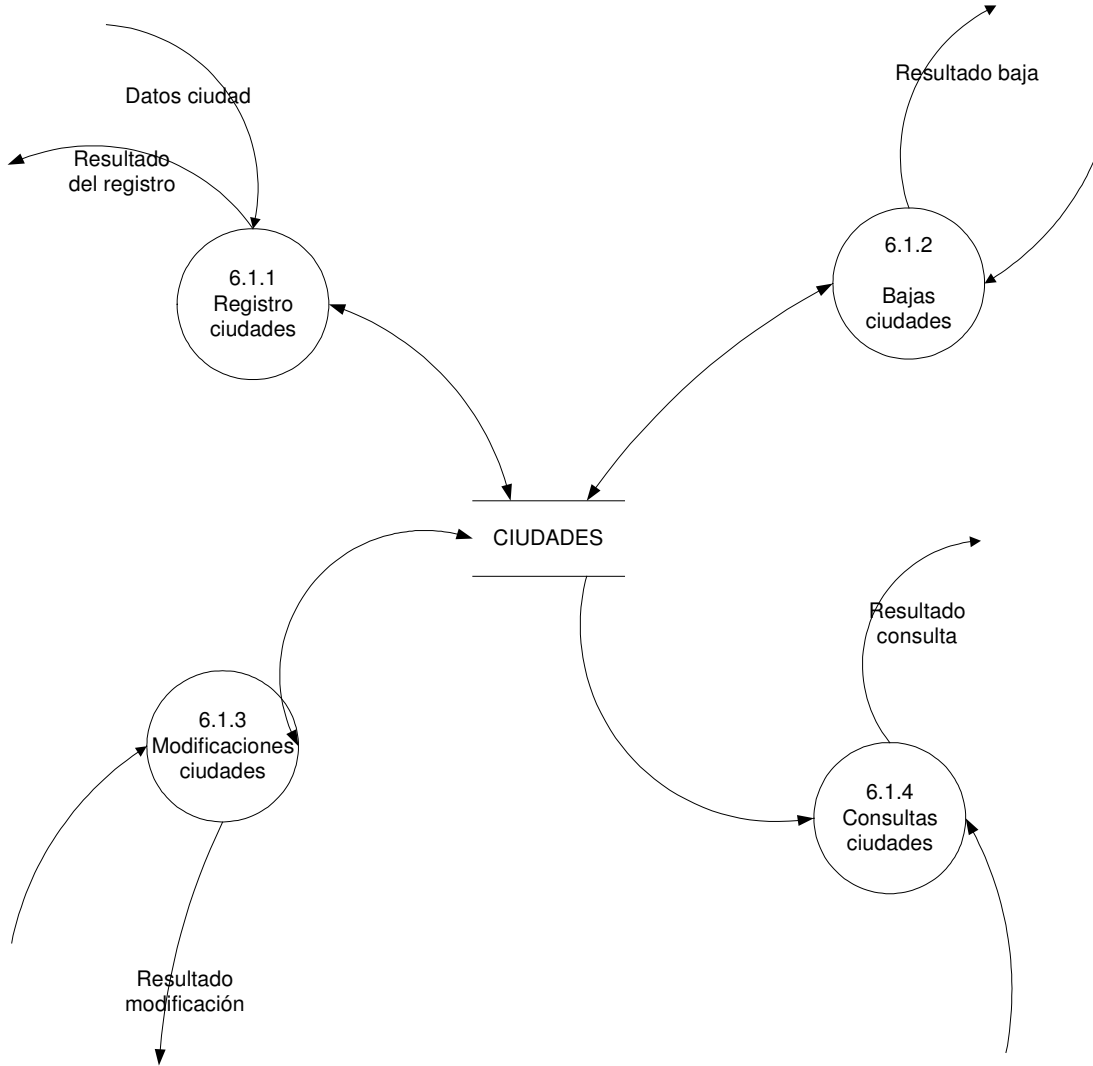 Datos ciudad
Resultado
del registro
6.1.1
Registro
ciudades
Resultado baja
6.1.2
Bajas
ciudades
CIUDADES
6.1.3
Modificaciones
ciudades
Resultado
modificación
Resultado
consulta
6.1.4
Consultas
ciudades